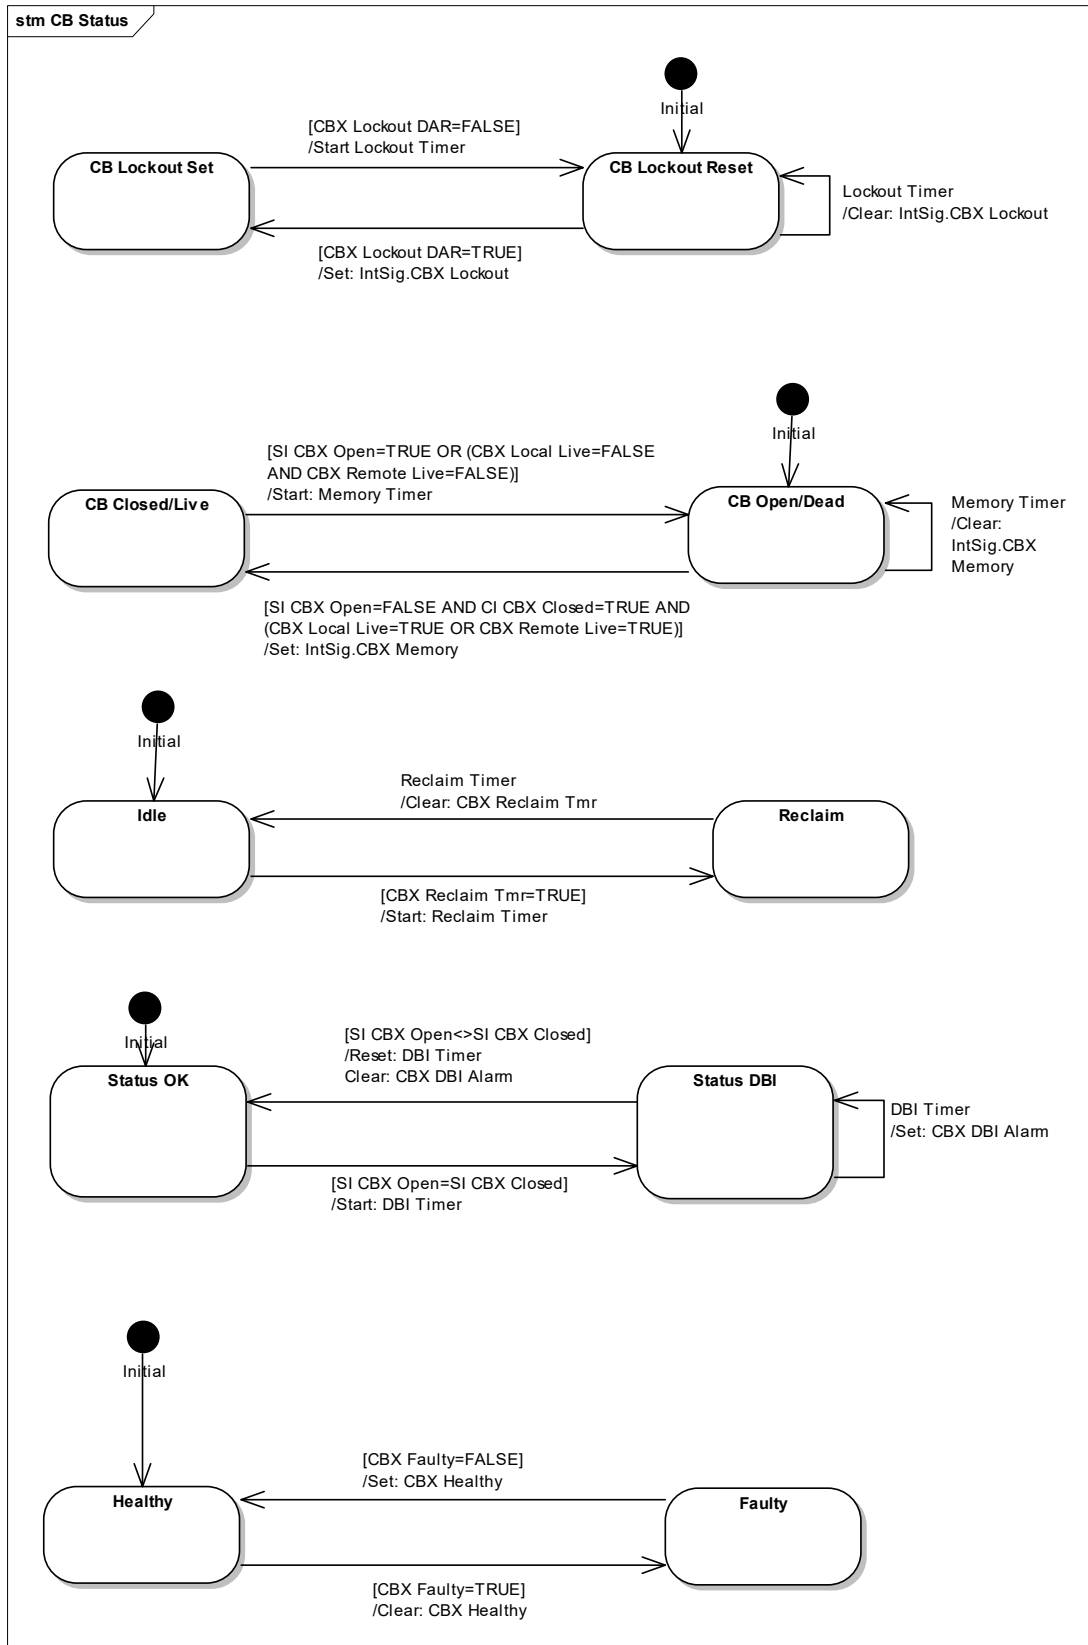 stm CB Status
Initial
[CBX Lockout DAR=FALSE]
/Start Lockout Timer
CB Lockout Set
CB Lockout Reset
Lockout Timer
/Clear: IntSig.CBX Lockout
[CBX Lockout DAR=TRUE]
/Set: IntSig.CBX Lockout
Initial
[SI CBX Open=TRUE OR (CBX Local Live=FALSE
AND CBX Remote Live=FALSE)]
/Start: Memory Timer
CB Closed/Live
CB Open/Dead
Memory Timer
/Clear:
IntSig.CBX
Memory
[SI CBX Open=FALSE AND CI CBX Closed=TRUE AND
(CBX Local Live=TRUE OR CBX Remote Live=TRUE)]
/Set: IntSig.CBX Memory
Initial
Reclaim Timer
/Clear: CBX Reclaim Tmr
Idle
Reclaim
[CBX Reclaim Tmr=TRUE]
/Start: Reclaim Timer
Initial
[SI CBX Open<>SI CBX Closed]
/Reset: DBI Timer
Clear: CBX DBI Alarm
Status OK
Status DBI
DBI Timer
/Set: CBX DBI Alarm
[SI CBX Open=SI CBX Closed]
/Start: DBI Timer
Initial
[CBX Faulty=FALSE]
/Set: CBX Healthy
Healthy
Faulty
[CBX Faulty=TRUE]
/Clear: CBX Healthy